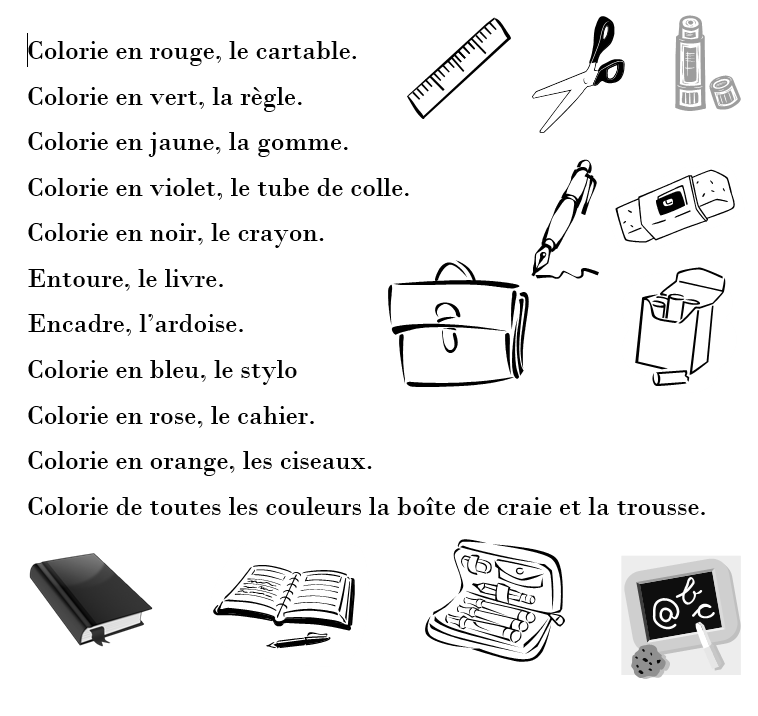 Colorie en rouge, le cartable.
Colorie en vert, la règle.
Colorie en jaune, la gomme.
Colorie en violet, le tube de colle.
Colorie en noir, le crayon.
Entoure, le livre.
Encadre, l’ardoise.
Colorie en bleu, le stylo
Colorie en rose, le cahier.
Colorie en orange, les ciseaux.
Colorie de toutes les couleurs la boîte de craie et la trousse.
@ b c